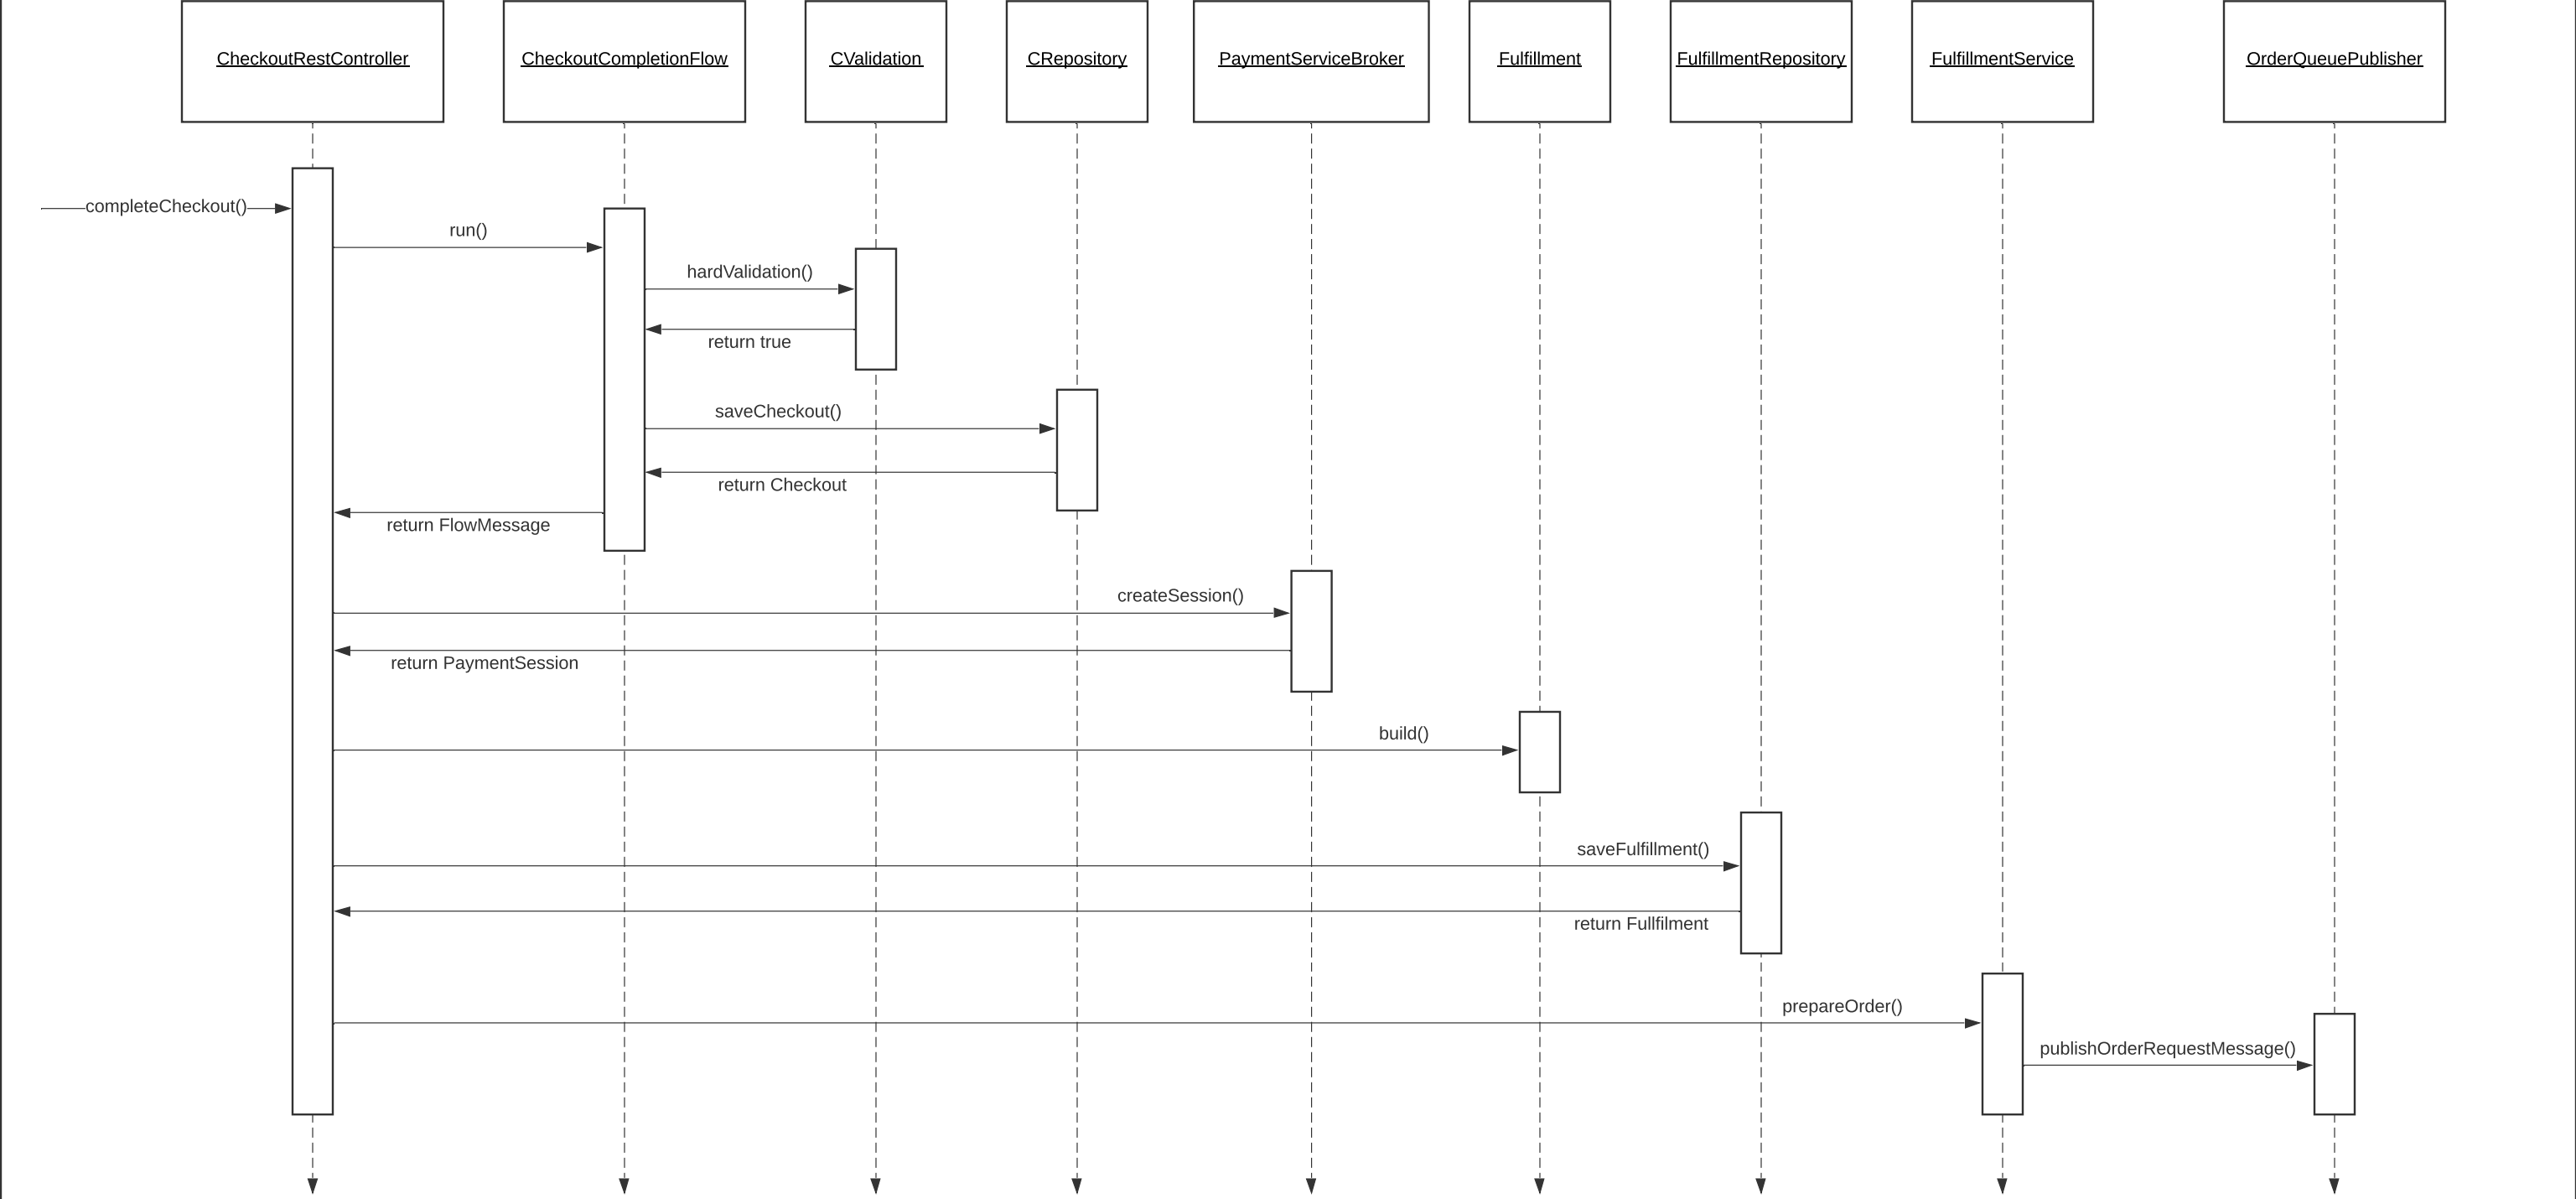 CheckoutRestController
CheckoutCompletionFlow
CValidation
CRepository
PaymentServiceBroker
Fulfillment
FulfillmentRepository
FulfillmentService
OrderQueuePublisher
completeCheckout()
run()
hardValidation()
return true
saveCheckout()
return Checkout
return FlowMessage
createSession()
return PaymentSession
build()
saveFulfillment()
return Fullfilment
prepareOrder()
publishOrderRequestMessage()